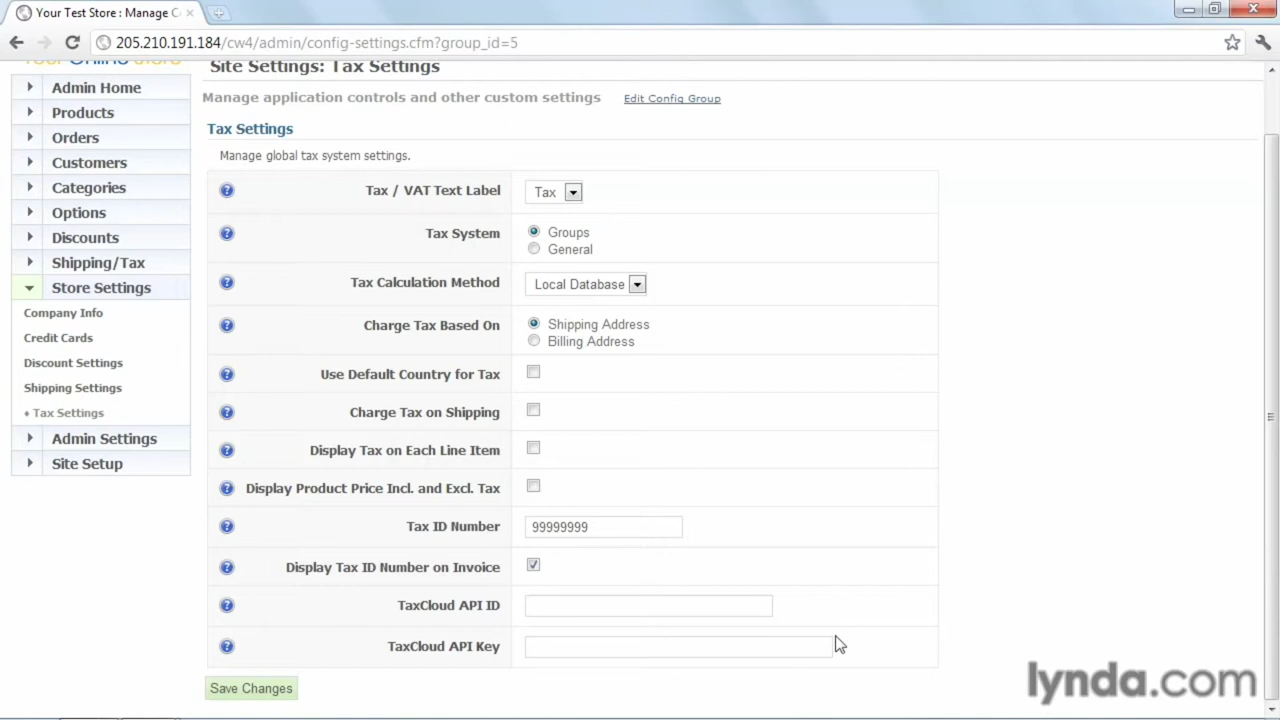 Your Test Store : Manage C
205.210.191.184/cw4/admin/config-settings.cfm?group_id=5
Your Online Store
Site Settings: Tax Settings
Manage application controls and other custom settings
Edit Config Group
Admin Home
Products
Orders
Customers
Categories
Options
Discounts
Shipping/Tax
Store Settings
Company Info
Credit Cards
Discount Settings
Shipping Settings
Tax Settings
Admin Settings
Site Setup
Tax Settings
Manage global tax system settings.
Tax / VAT Text Label
Tax
Tax System
Groups
General
Tax Calculation Method
Local Database
Charge Tax Based On
Shipping Address
Billing Address
Use Default Country for Tax
Charge Tax on Shipping
Display Tax on Each Line Item
Display Product Price Incl. and Excl. Tax
Tax ID Number
99999999
Display Tax ID Number on Invoice
TaxCloud API ID
TaxCloud API Key
Save Changes
lynda.com